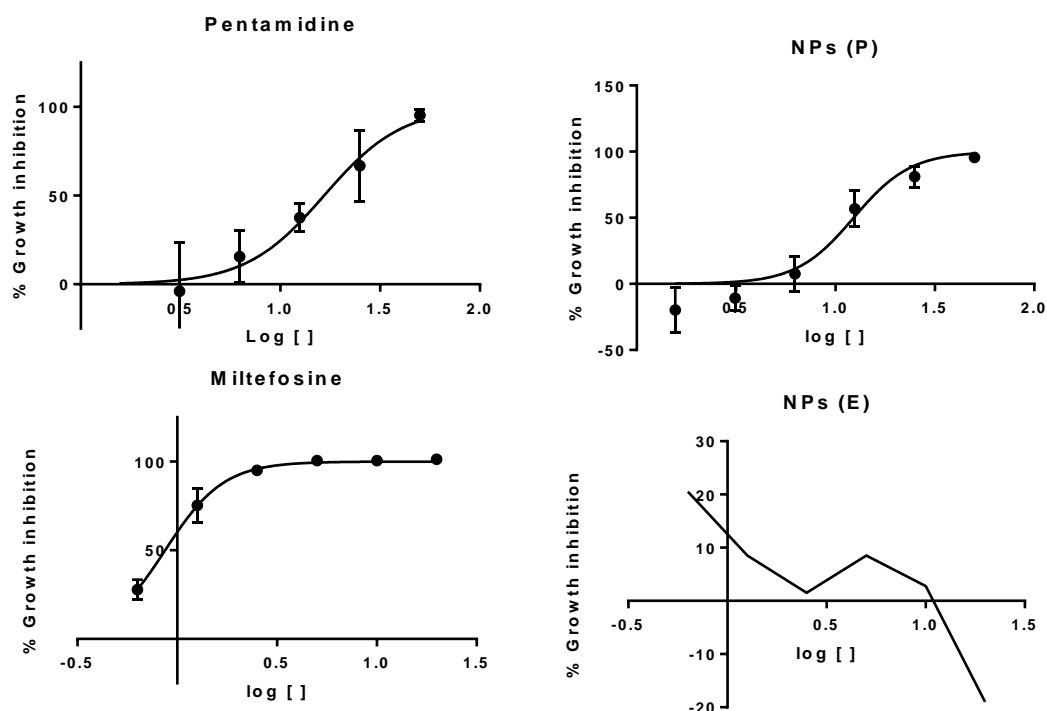 Pentamidine
% Growth inhibition
100
50
0
0.5
1.0
1.5
2.0
Log [ ]
NPs (P)
% Growth inhibition
150
100
50
0
-50
0.5
1.0
1.5
2.0
log [ ]
Miltefosine
% Growth inhibition
100
50
-0.5
0.5
1.0
1.5
log [ ]
NPs (E)
% Growth inhibition
30
20
10
-10
-20
-0.5
0.5
1.0
1.5
log [ ]